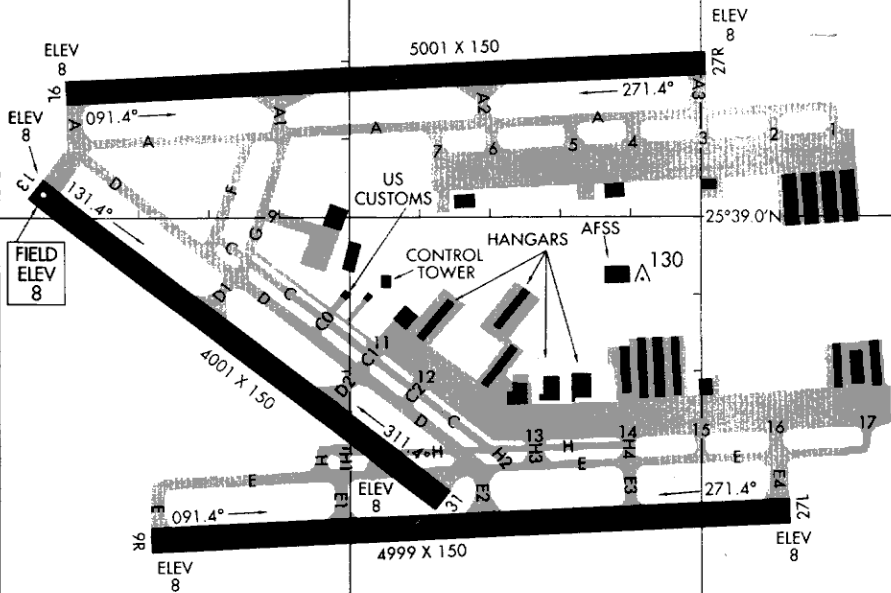 ELEV
8
5001 X 150
ELEV
8
27R
9L
091.4°
271.4°
A
A1
A2
A3
A
A
A
7
6
5
4
3
2
1
ELEV
8
13
D
131.4°
F
G
9
US
CUSTOMS
25°39.0'N
FIELD
ELEV
8
C
D1
D
C
CONTROL
TOWER
HANGARS
AFSS
130
C0
C1
11
D2
C2
12
4001 X 150
D
C
311.4°
H
H1
H
H2
13
H3
H
14
H4
15
16
17
E
E
E
E
E1
ELEV
8
31
E2
E3
E4
091.4°
271.4°
9R
27L
ELEV
8
4999 X 150
ELEV
8